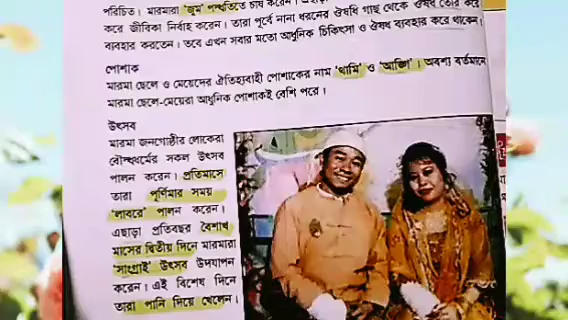 পরিচিত। মারমারা 'জুম' পদ্ধতিতে চাষ করেন।
করে জীবিকা নির্বাহ করেন। তারা পূর্বে নানা ধরনের ঔষধি গাছ থেকে ঔষধ তৈরি করে
ব্যবহার করতেন। তবে এখন সবার মতো আধুনিক চিকিৎসা ও ঔষধ ব্যবহার করে থাকেন।
পোশাক
মারমা ছেলে ও মেয়েদের ঐতিহ্যবাহী পোশাকের নাম 'থামি' ও 'আঙ্গি'। অবশ্য বর্তমানে
মারমা ছেলে-মেয়েরা আধুনিক পোশাকই বেশি পরে।
উৎসব
মারমা জনগোষ্ঠীর লোকেরা
বৌদ্ধধর্মের সকল উৎসব
পালন করেন। প্রতিমাসে
তারা পূর্ণিমার সময়
'লাবরে' পালন করেন।
এছাড়া প্রতিবছর বৈশাখ
মাসের দ্বিতীয় দিনে মারমারা
'সাংগ্রাই' উৎসব উদযাপন
করেন। এই বিশেষ দিনে
তারা পানি দিয়ে খেলেন।